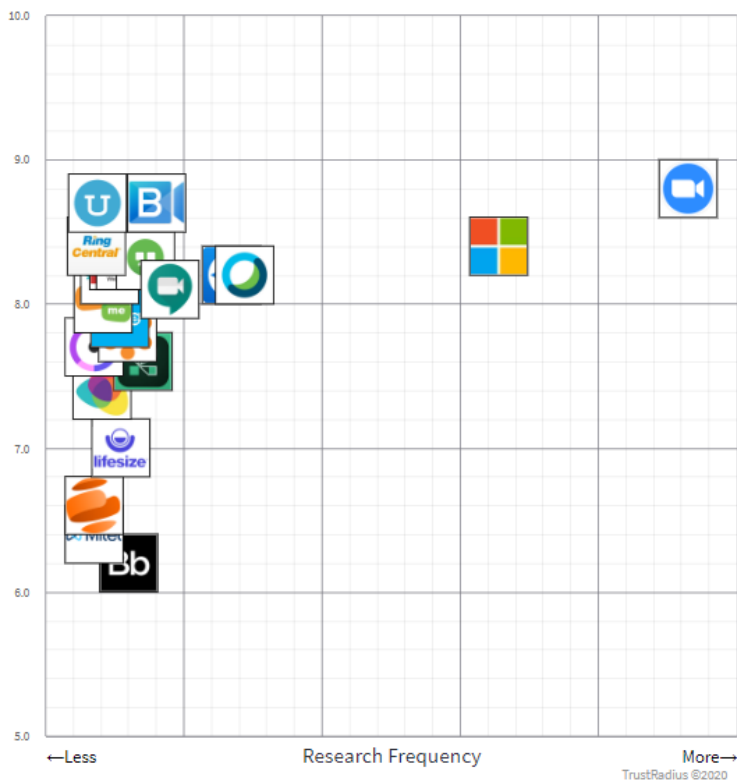 10.0
9.0
U
B
Ring
Central
8.0
me
7.0
lifesize
Mitel
Bb
6.0
5.0
←Less
Research Frequency
More→
TrustRadius ©2020